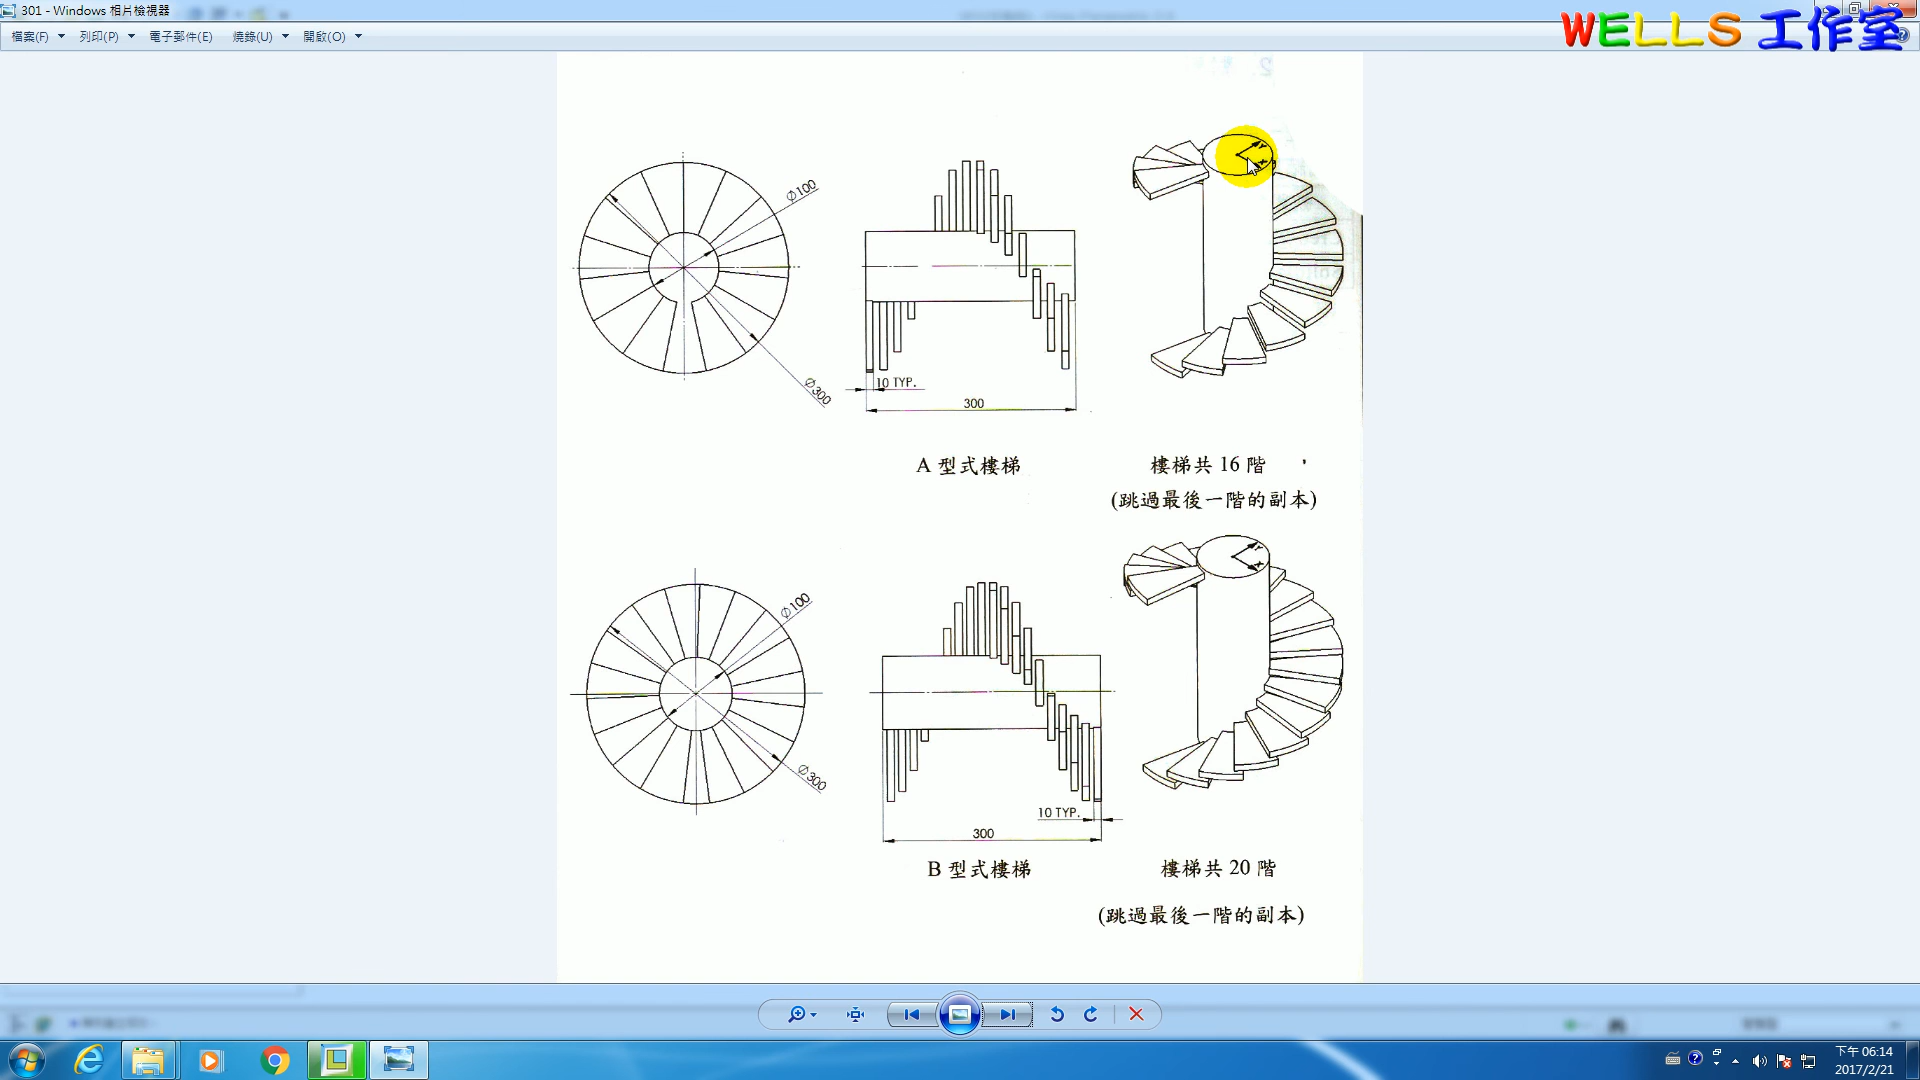 301 - Windows 相片檢視器
檔案(F) 列印(P) 電子郵件(E) 燒錄(U) 開啟(O)
WELLS 工作室
Ø100
Y
X
Ø300
10 TYP.
300
A 型式樓梯
樓梯共 16 階
(跳過最後一階的副本)
Ø100
Y
X
Ø300
10 TYP.
300
B 型式樓梯
樓梯共 20 階
(跳過最後一階的副本)
下午 06:14
2017/2/21